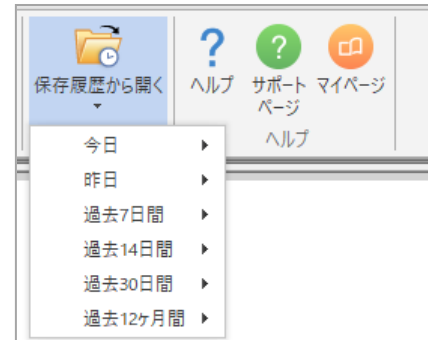 保存履歴から開く
?
ヘルプ
?
サポート
ページ
マイページ
ヘルプ
今日
昨日
過去7日間
過去14日間
過去30日間
過去12ヶ月間